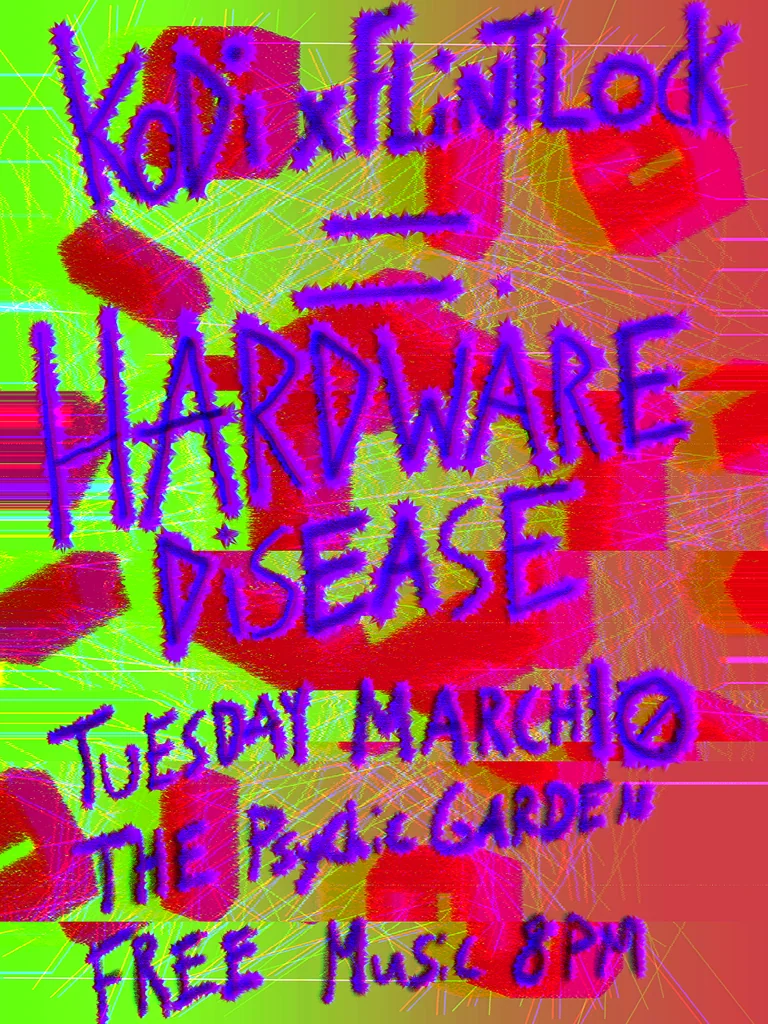 KoDi x FLiNTLocK
HARDWARE
DiSEASE
TUESDAY MARCH 10
THE Psychic GARDEN
FREE Music 8PM